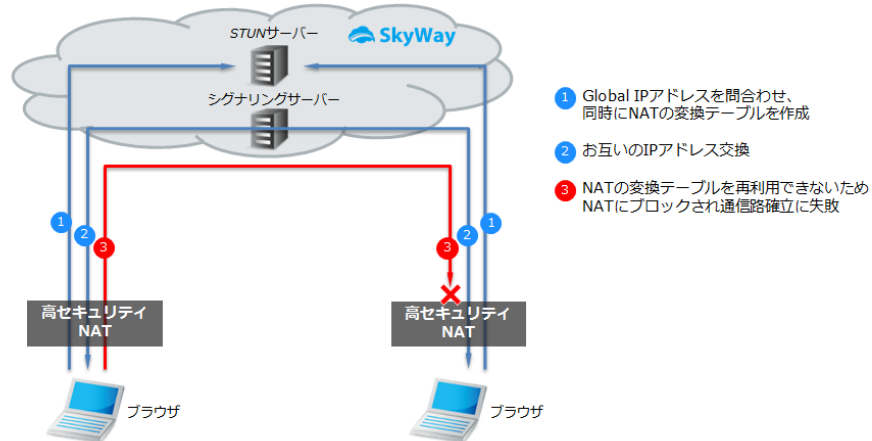 STUNサーバー
SkyWay
シグナリングサーバー
1 Global IPアドレスを問合わせ、
同時にNATの変換テーブルを作成
2 お互いのIPアドレス交換
3 NATの変換テーブルを再利用できないため
NATにブロックされ通信路確立に失敗
1
2
3
3
2
1
高セキュリティ
NAT
高セキュリティ
NAT
ブラウザ
ブラウザ